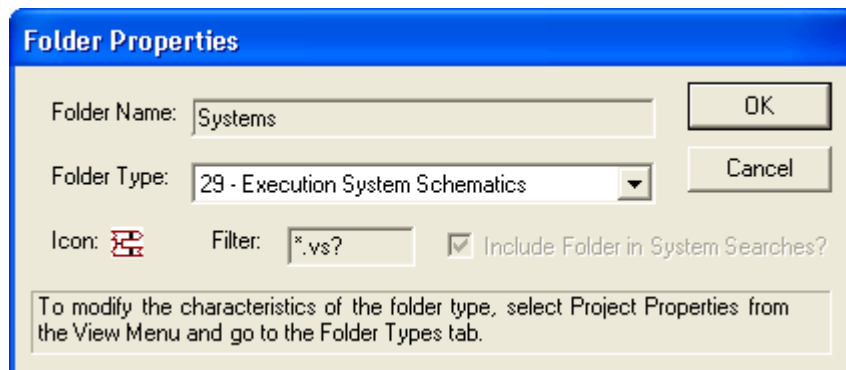 Folder Properties
Folder Name: Systems
OK
Folder Type: 29 - Execution System Schematics
Cancel
Icon: Filter: *.vs? Include Folder in System Searches?
To modify the characteristics of the folder type, select Project Properties from
the View Menu and go to the Folder Types tab.